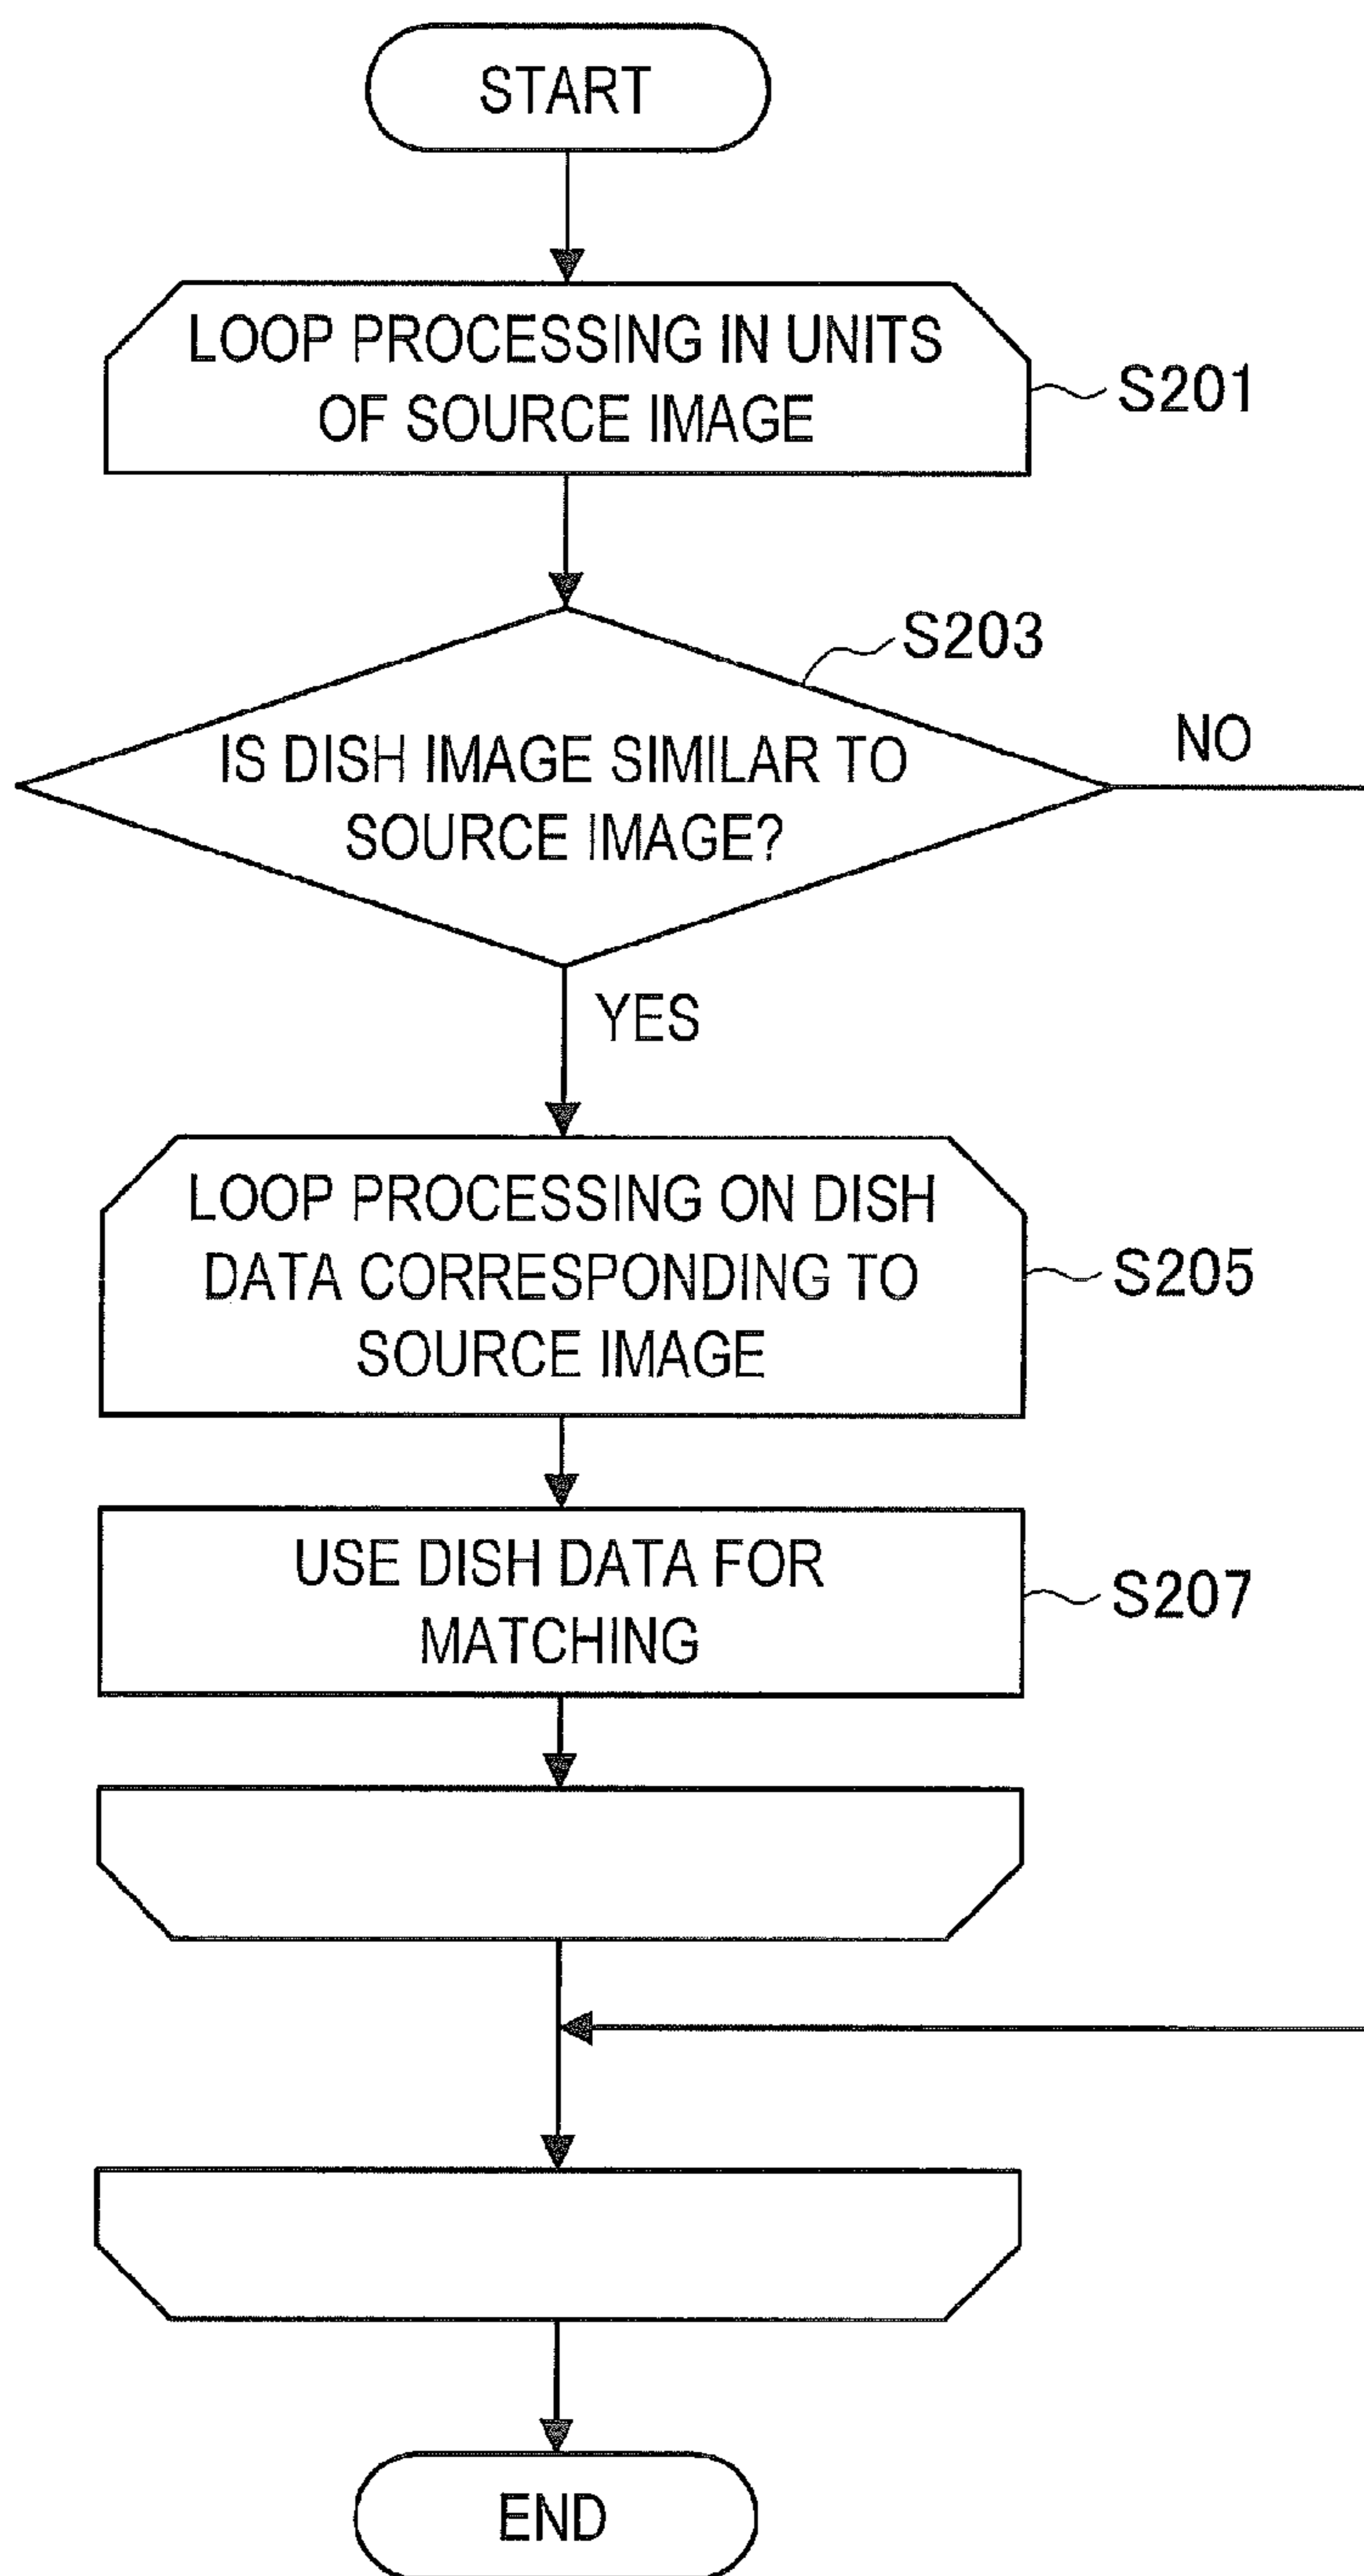 START
LOOP PROCESSING IN UNITS
OF SOURCE IMAGE
S201
S203
IS DISH IMAGE SIMILAR TO
SOURCE IMAGE?
NO
YES
LOOP PROCESSING ON DISH
DATA CORRESPONDING TO
SOURCE IMAGE
S205
USE DISH DATA FOR
MATCHING
S207
END